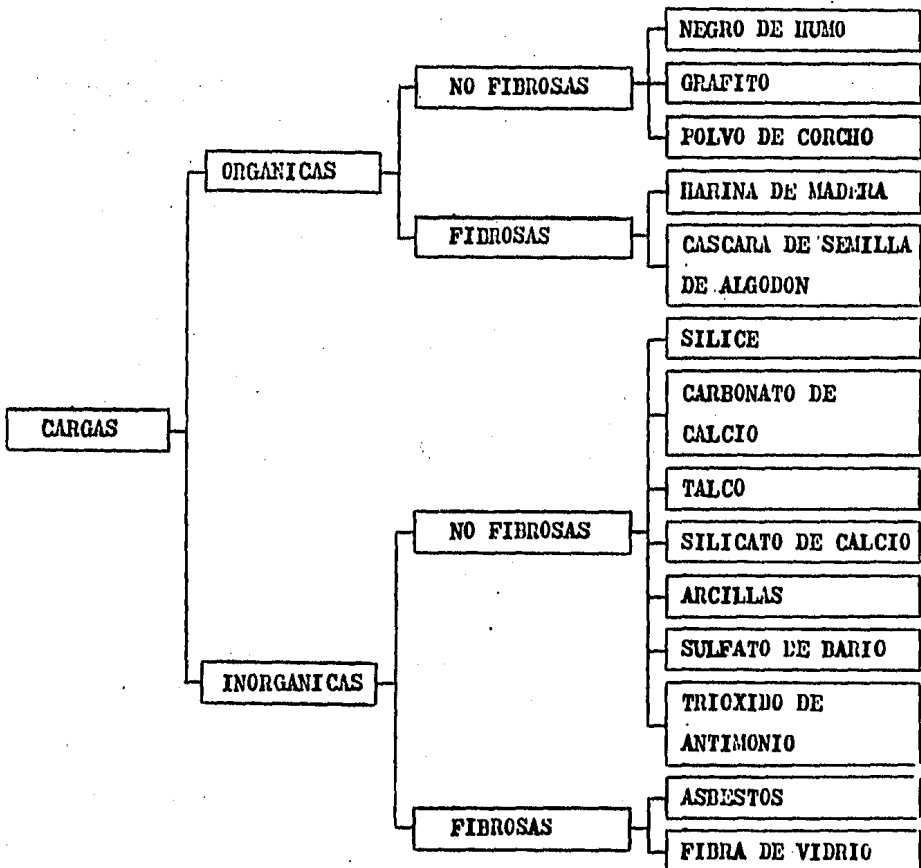 NEGRO DE HUMO
NO FIBROSAS
GRAFITO
POLVO DE CORCHO
ORGANICAS
HARINA DE MADERA
FIBROSAS
CASCARA DE SEMILLA
DE ALGODON
SILICE
CARBONATO DE
CALCIO
CARGAS
TALCO
NO FIBROSAS
SILICATO DE CALCIO
ARCILLAS
SULFATO DE BARIO
INORGANICAS
TRIOXIDO DE
ANTIMONIO
ASBESTOS
FIBROSAS
FIBRA DE VIDRIO